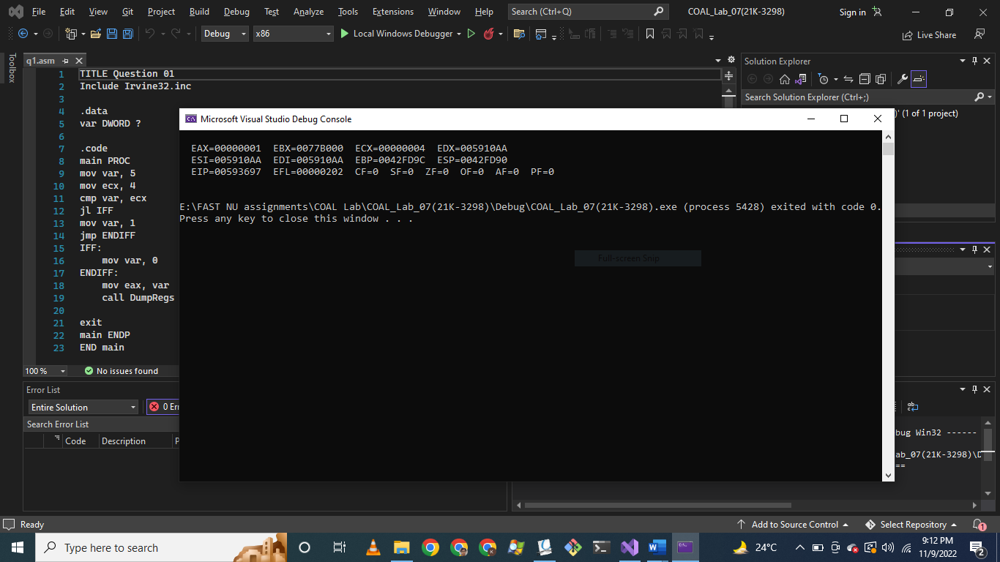 File Edit View Git Project Build Debug Test Analyze Tools Extensions Window Help Search (Ctrl+Q) COAL_Lab_07(21K-3298) Sign in
Debug x86 Local Windows Debugger Live Share
Toolbox
q1.asm
1 TITLE Question 01
2 Include Irvine32.inc
3
4 .data
5 var DWORD ?
6
7 .code
8 main PROC
9 mov var, 5
10 mov ecx, 4
11 cmp var, ecx
12 jl IFF
13 mov var, 1
14 jmp ENDIFF
15 IFF:
16 mov var, 0
17 ENDIFF:
18 mov eax, var
19 call DumpRegs
20
21 exit
22 main ENDP
23 END main
100 % No issues found
Solution Explorer
Search Solution Explorer (Ctrl+;)
)' (1 of 1 project)
Microsoft Visual Studio Debug Console
EAX=00000001 EBX=0077B000 ECX=00000004 EDX=005910AA
ESI=005910AA EDI=005910AA EBP=0042FD9C ESP=0042FD90
EIP=00593697 EFL=00000202 CF=0 SF=0 ZF=0 OF=0 AF=0 PF=0
E:\FAST NU assignments\COAL Lab\COAL_Lab_07(21K-3298)\Debug\COAL_Lab_07(21K-3298).exe (process 5428) exited with code 0.
Press any key to close this window . . .
Full-screen Snip
Error List
Entire Solution 0 Err
Search Error List
Code Description P
bug Win32 ------
ab_07(21K-3298)\D
==
Ready Add to Source Control Select Repository 1
Type here to search 24°C 9:12 PM
11/9/2022 2